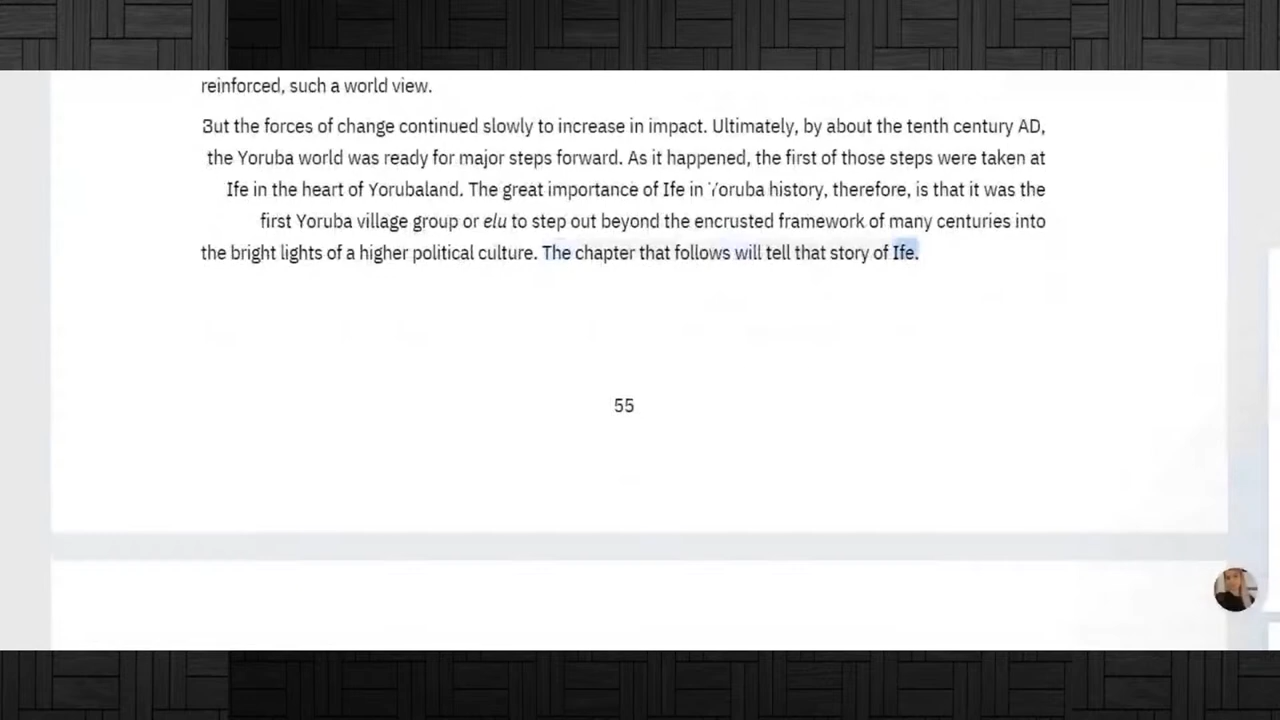 reinforced, such a world view.
But the forces of change continued slowly to increase in impact. Ultimately, by about the tenth century AD,
the Yoruba world was ready for major steps forward. As it happened, the first of those steps were taken at
Ife in the heart of Yorubaland. The great importance of Ife in Yoruba history, therefore, is that it was the
first Yoruba village group or elu to step out beyond the encrusted framework of many centuries into
the bright lights of a higher political culture. The chapter that follows will tell that story of Ife.
55